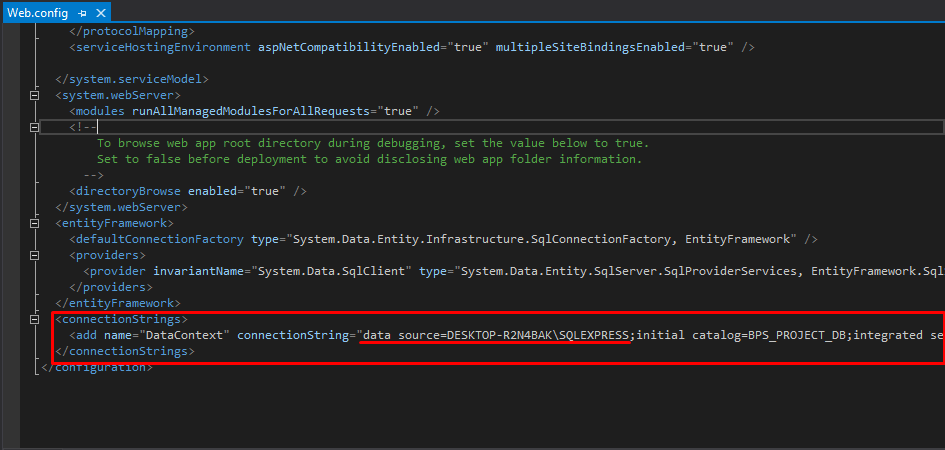 Web.config
</protocolMapping>
<serviceHostingEnvironment aspNetCompatibilityEnabled="true" multipleSiteBindingsEnabled="true" />
</system.serviceModel>
<system.webServer>
<modules runAllManagedModulesForAllRequests="true" />
<!--
To browse web app root directory during debugging, set the value below to true.
Set to false before deployment to avoid disclosing web app folder information.
-->
<directoryBrowse enabled="true" />
</system.webServer>
<entityFramework>
<defaultConnectionFactory type="System.Data.Entity.Infrastructure.SqlConnectionFactory, EntityFramework" />
<providers>
<provider invariantName="System.Data.SqlClient" type="System.Data.Entity.SqlServer.SqlProviderServices, EntityFramework.Sql
</providers>
</entityFramework>
<connectionStrings>
<add name="DataContext" connectionString="data source=DESKTOP-R2N4BAK\SQLEXPRESS;initial catalog=BPS_PROJECT_DB;integrated se
</connectionStrings>
</configuration>